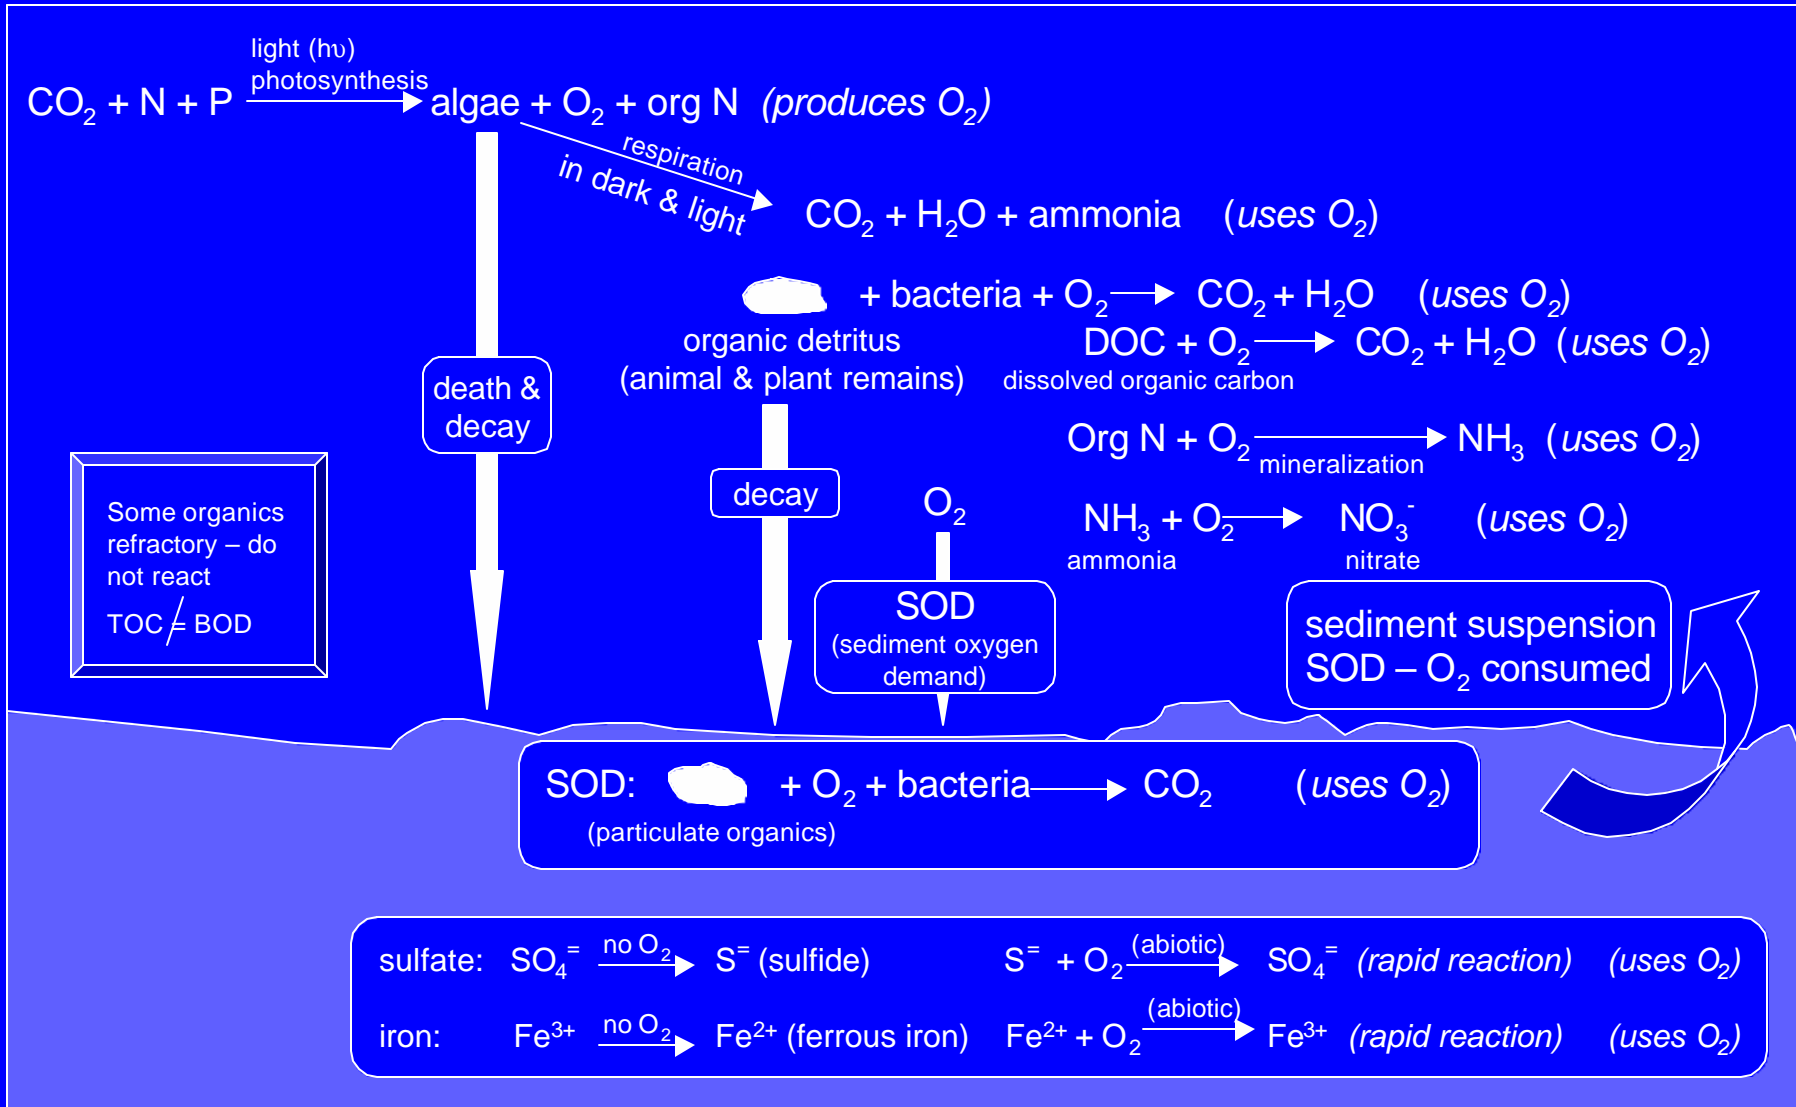 light (hυ)
photosynthesis
CO₂ + N + P algae + O₂ + org N (produces O₂)
respiration
in dark & light
CO₂ + H₂O + ammonia (uses O₂)
+ bacteria + O₂ CO₂ + H₂O (uses O₂)
organic detritus
(animal & plant remains)
DOC + O₂ CO₂ + H₂O (uses O₂)
dissolved organic carbon
death &
decay
Org N + O₂ NH₃ (uses O₂)
mineralization
decay
O₂
NH₃ + O₂ NO₃⁻ (uses O₂)
ammonia nitrate
Some organics
refractory – do
not react
TOC ≠ BOD
SOD
(sediment oxygen
demand)
sediment suspension
SOD – O₂ consumed
SOD: + O₂ + bacteria CO₂ (uses O₂)
(particulate organics)
sulfate: SO₄⁼ no O₂ S⁼ (sulfide) S⁼ + O₂ (abiotic) SO₄⁼ (rapid reaction) (uses O₂)
iron: Fe³⁺ no O₂ Fe²⁺ (ferrous iron) Fe²⁺ + O₂ (abiotic) Fe³⁺ (rapid reaction) (uses O₂)